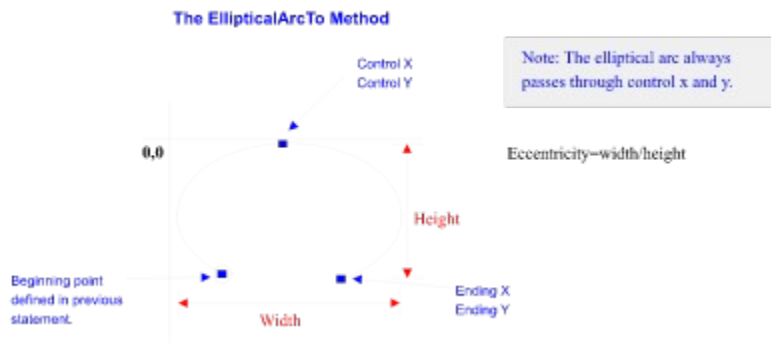 The EllipticalArcTo Method
Control X
Control Y
Note: The elliptical arc always
passes through control x and y.
0,0
Eccentricity=width/height
Height
Beginning point
defined in previous
statement.
Ending X
Ending Y
Width